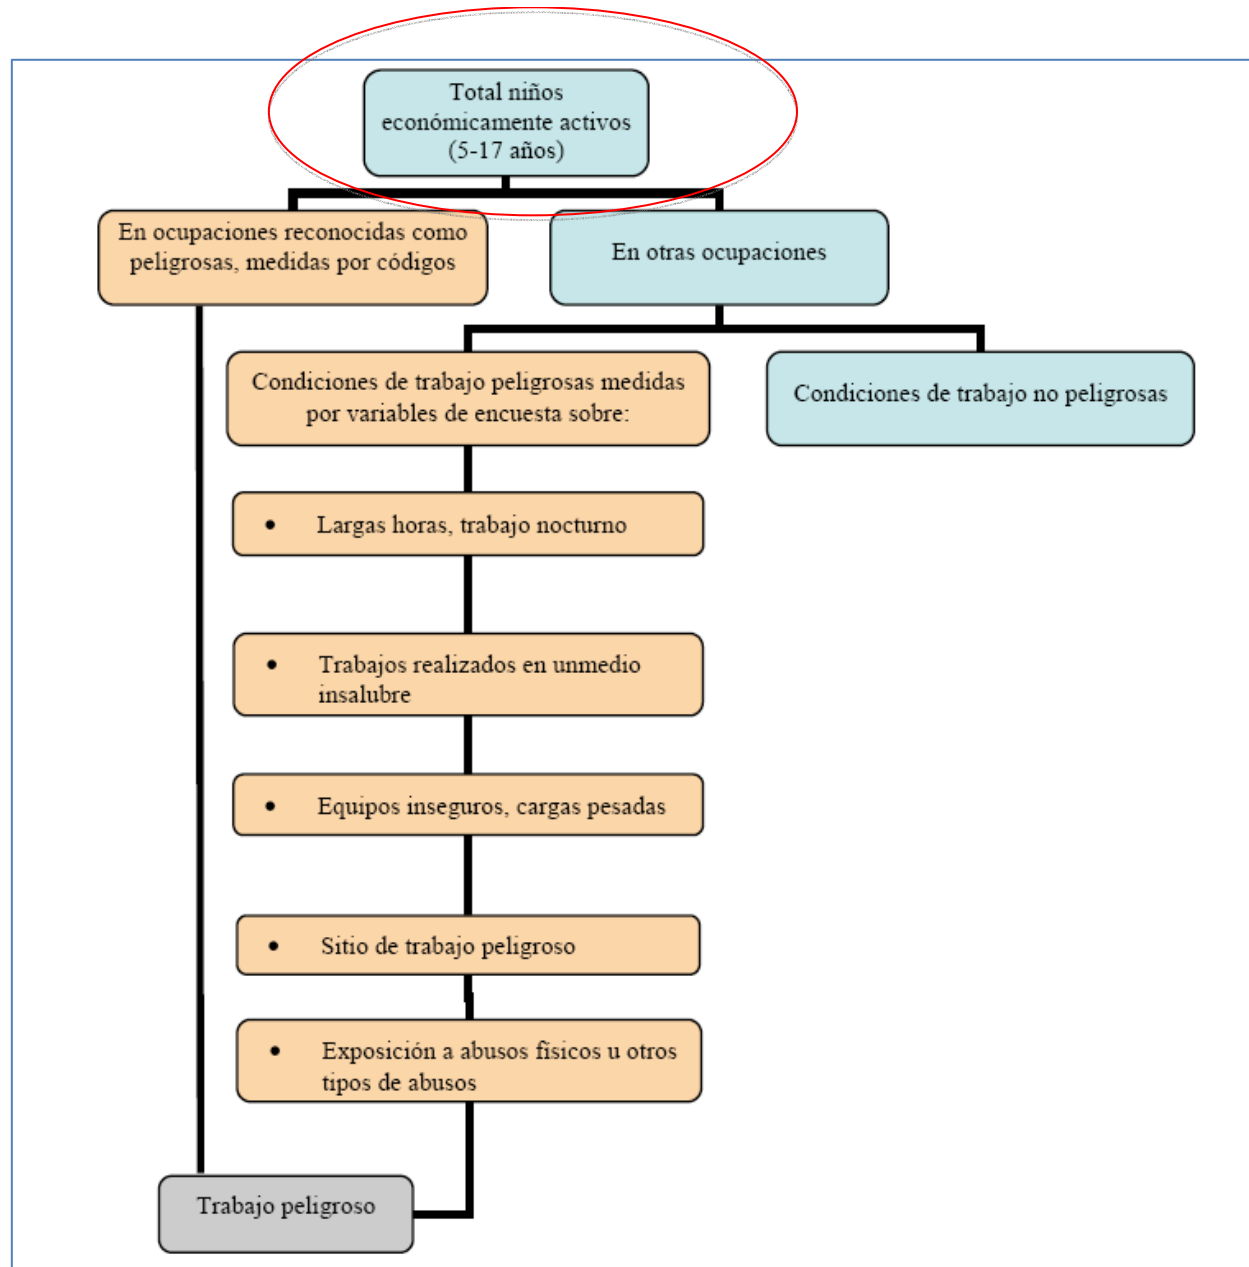 Total niños
económicamente activos
(5-17 años)
En ocupaciones reconocidas como
peligrosas, medidas por códigos
En otras ocupaciones
Condiciones de trabajo peligrosas medidas
por variables de encuesta sobre:
Condiciones de trabajo no peligrosas
• Largas horas, trabajo nocturno
• Trabajos realizados en unmedio
insalubre
• Equipos inseguros, cargas pesadas
• Sitio de trabajo peligroso
• Exposición a abusos físicos u otros
tipos de abusos
Trabajo peligroso